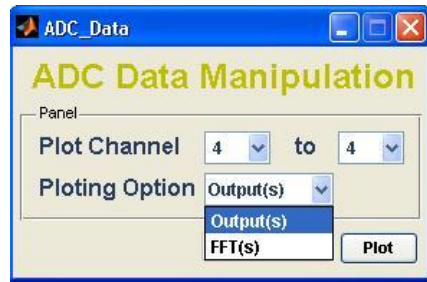 ADC_Data
ADC Data Manipulation
Panel
Plot Channel 4 to 4
Ploting Option Output(s)
Output(s)
FFT(s)
Plot